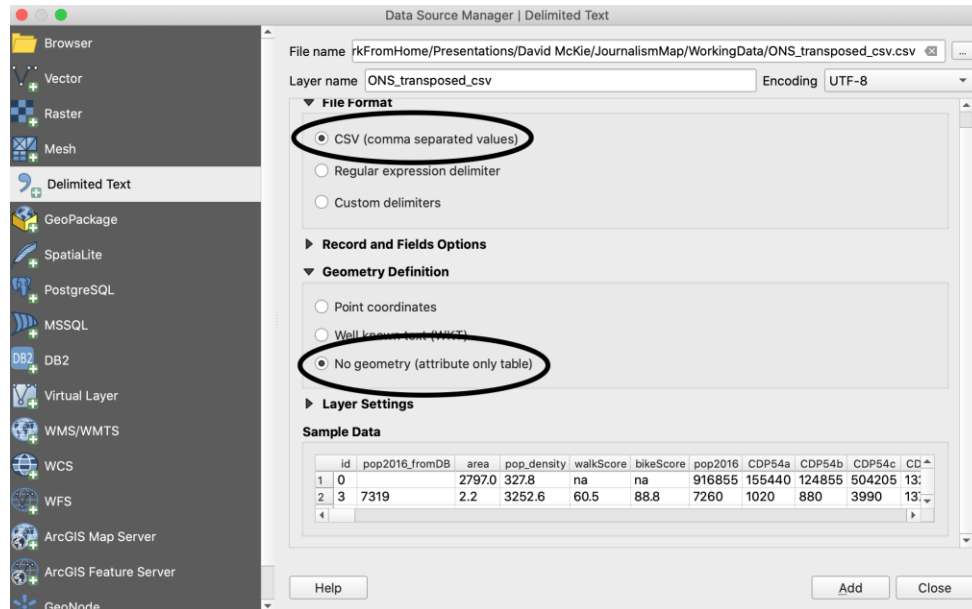 Data Source Manager | Delimited Text
Browser
Vector
Raster
Mesh
Delimited Text
GeoPackage
SpatiaLite
PostgreSQL
MSSQL
DB2 DB2
Virtual Layer
WMS/WMTS
WCS
WFS
ArcGIS Map Server
ArcGIS Feature Server
GeoNode
File name rkFromHome/Presentations/David McKie/JournalismMap/WorkingData/ONS_transposed_csv.csv ...
Layer name ONS_transposed_csv Encoding UTF-8
File Format
CSV (comma separated values)
Regular expression delimiter
Custom delimiters
Record and Fields Options
Geometry Definition
Point coordinates
Well known text (WKT)
No geometry (attribute only table)
Layer Settings
Sample Data
id pop2016_fromDB area pop_density walkScore bikeScore pop2016 CDP54a CDP54b CDP54c CD
1 0 2797.0 327.8 na na 916855 155440 124855 504205 13
2 3 7319 2.2 3252.6 60.5 88.8 7260 1020 880 3990 13
Help Add Close